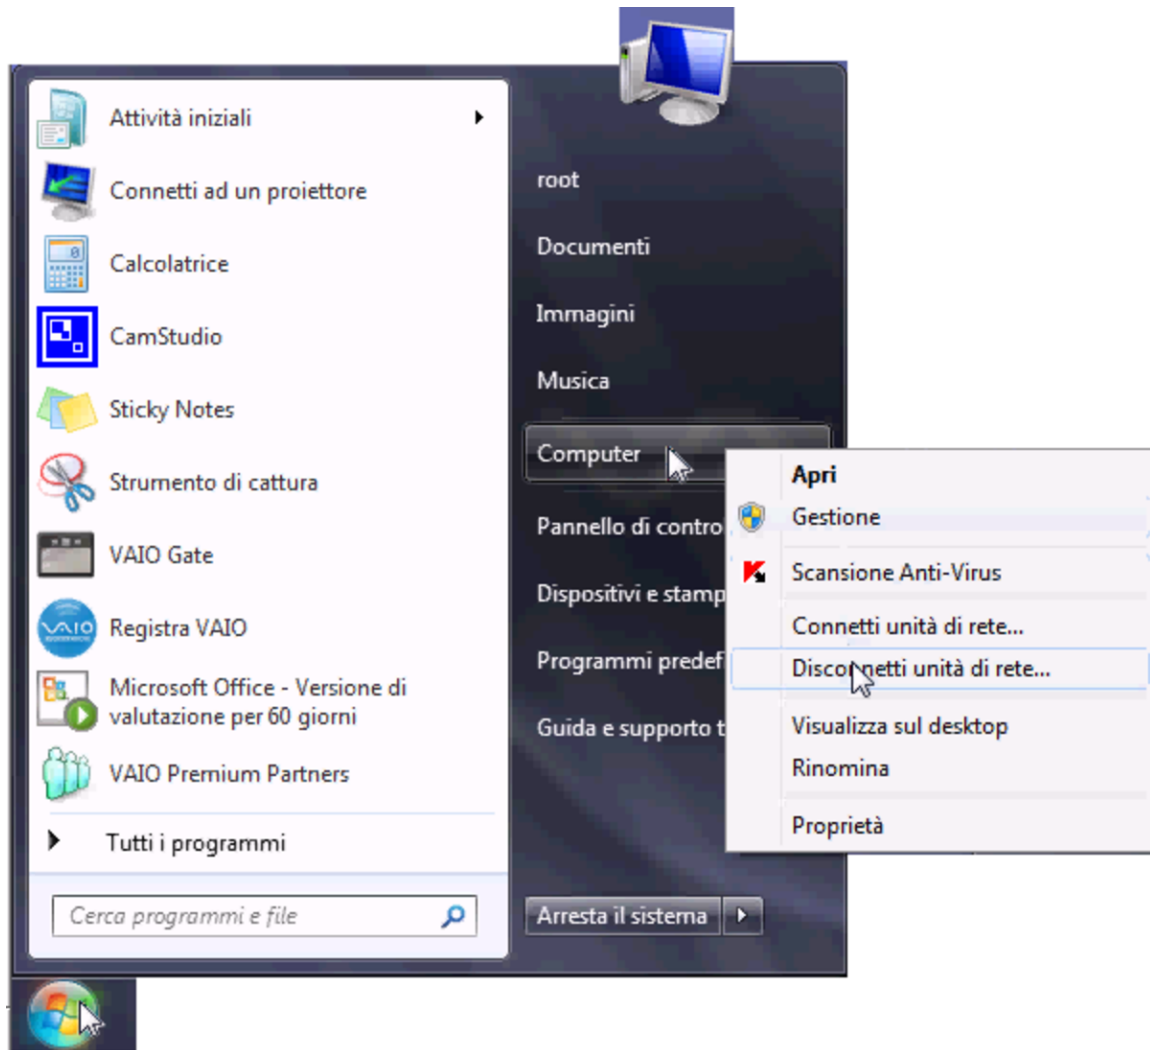 Attività iniziali
Connetti ad un proiettore
Calcolatrice
CamStudio
Sticky Notes
Strumento di cattura
VAIO Gate
VAIO
Registra VAIO
Microsoft Office - Versione di
valutazione per 60 giorni
VAIO Premium Partners
Tutti i programmi
Cerca programmi e file
root
Documenti
Immagini
Musica
Computer
Pannello di contro
Dispositivi e stamp
Programmi predef
Guida e supporto t
Arresta il sistema
Apri
Gestione
Scansione Anti-Virus
Connetti unità di rete...
Disconnetti unità di rete...
Visualizza sul desktop
Rinomina
Proprietà